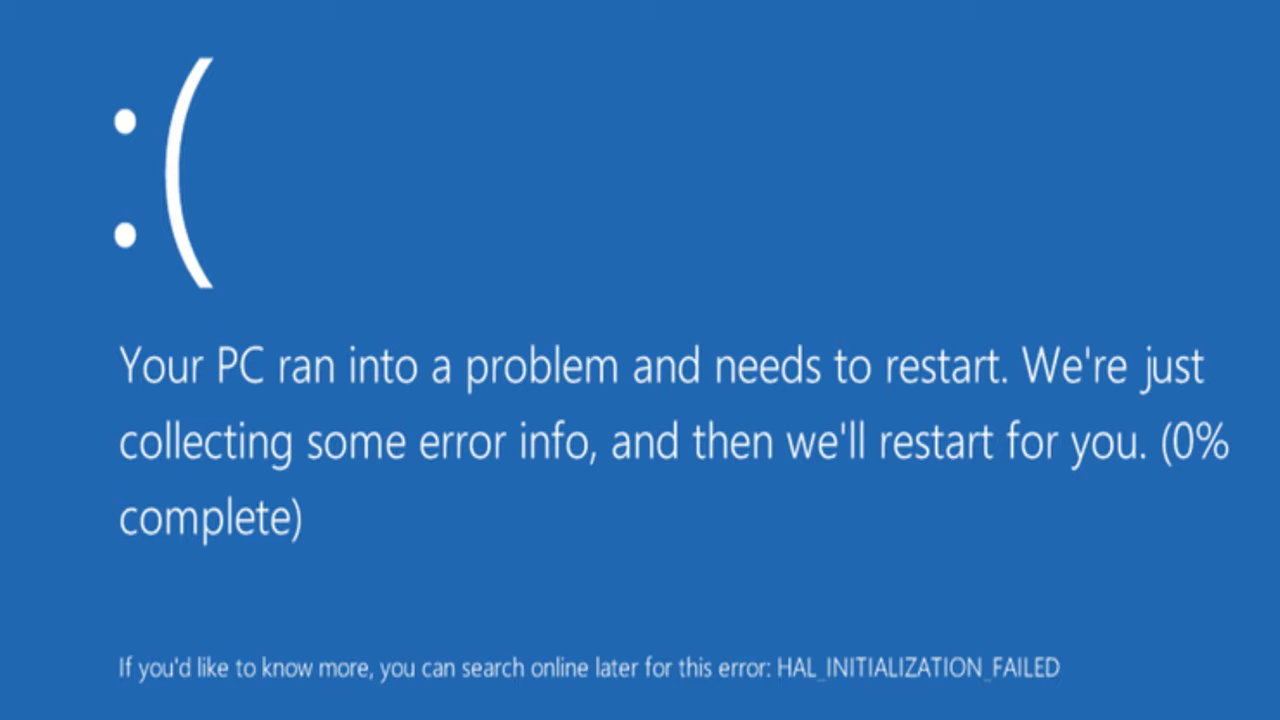 :(
Your PC ran into a problem and needs to restart. We're just
collecting some error info, and then we'll restart for you. (0%
complete)
If you'd like to know more, you can search online later for this error: HAL_INITIALIZATION_FAILED